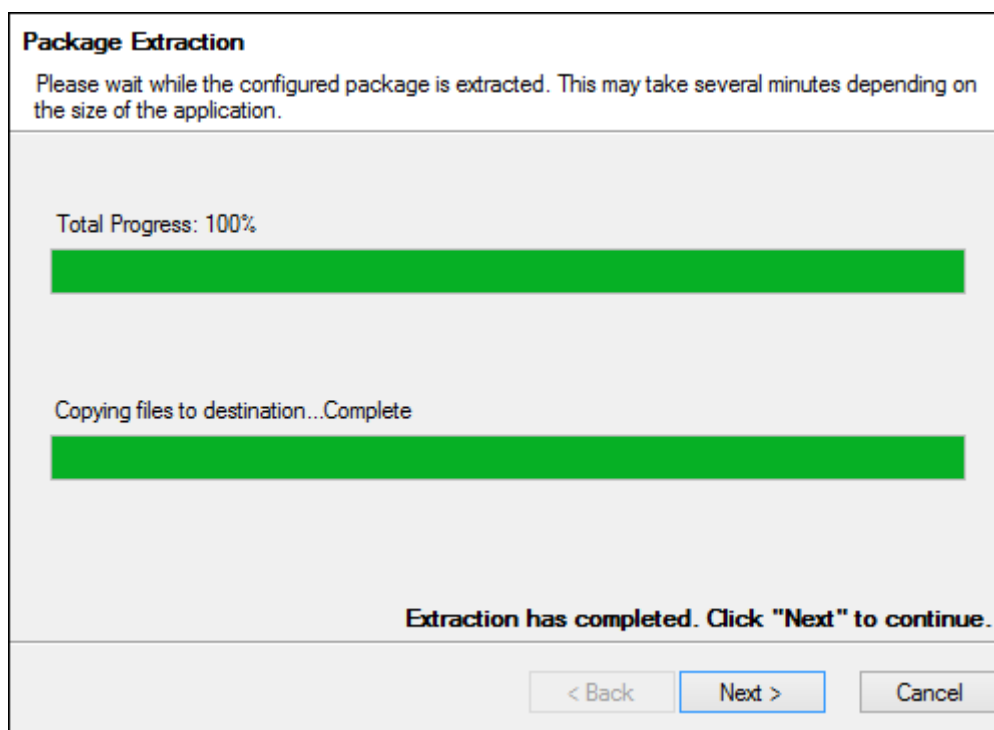 Package Extraction
Please wait while the configured package is extracted. This may take several minutes depending on
the size of the application.
Total Progress: 100%
Copying files to destination...Complete
Extraction has completed. Click "Next" to continue.
< Back
Next >
Cancel